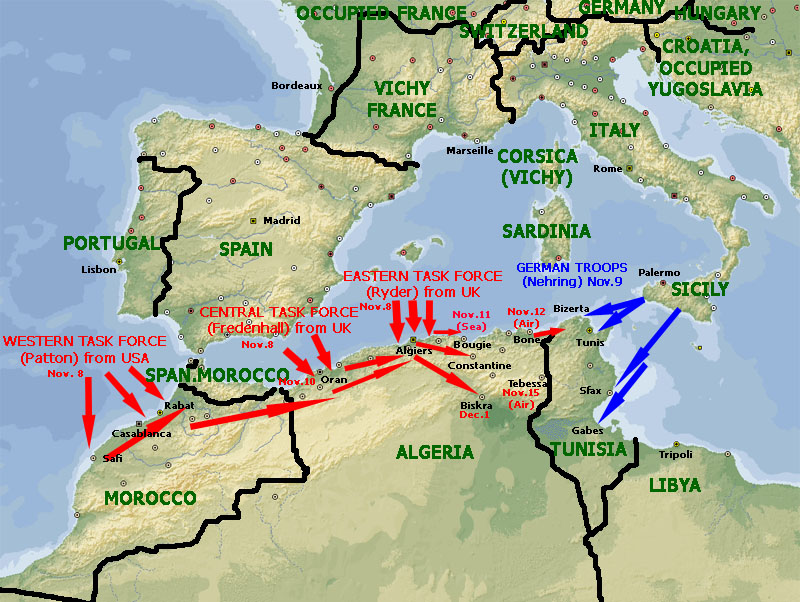 OCCUPIED FRANCE
GERMANY
HUNGARY
SWITZERLAND
CROATIA,
OCCUPIED
YUGOSLAVIA
Bordeaux
VICHY
FRANCE
ITALY
Marseille
CORSICA
(VICHY)
Rome
Madrid
PORTUGAL
SPAIN
SARDINIA
Lisbon
EASTERN TASK FORCE
(Ryder) from UK
Nov.8
GERMAN TROOPS
(Nehring) Nov.9
Palermo
SICILY
CENTRAL TASK FORCE
(Fredenhall) from UK
Nov.8
Nov.11
(Sea)
Nov.12
(Air)
Bizerta
WESTERN TASK FORCE
(Patton) from USA
Nov. 8
Algiers
Bougie
Bone
Tunis
SPAN.MOROCCO
Nov.10
Oran
Constantine
Tebessa
Nov.15
(Air)
Sfax
Rabat
Biskra
Dec.1
Casablanca
Gabes
Safi
ALGERIA
TUNISIA
Tripoli
MOROCCO
LIBYA